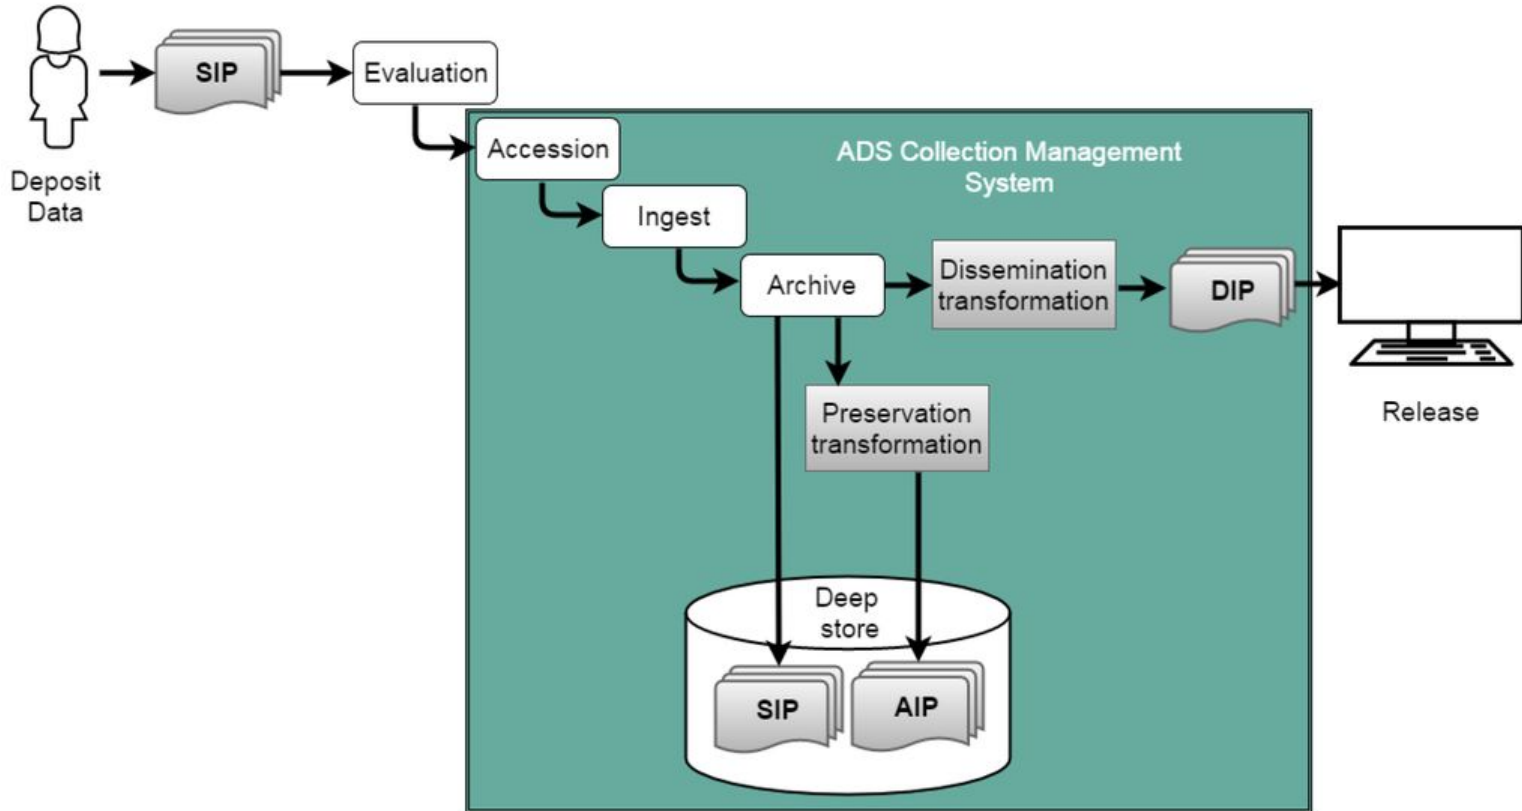 SIP
Evaluation
Deposit
Data
Accession
ADS Collection Management
System
Ingest
Archive
Dissemination
transformation
DIP
Release
Preservation
transformation
Deep
store
SIP
AIP